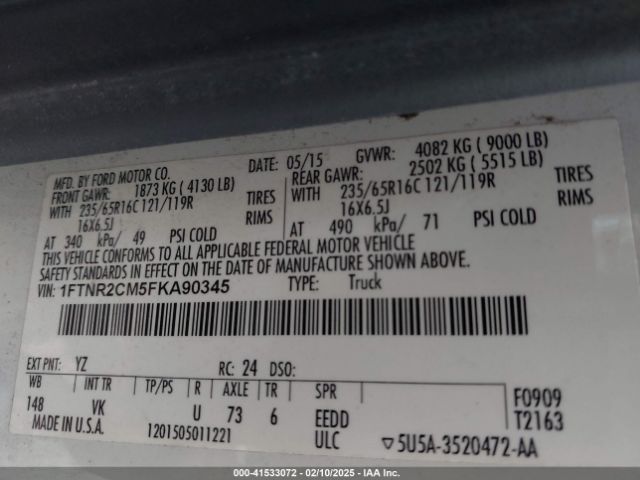 MFD. BY FORD MOTOR CO.
DATE: 05/15 GVWR: 4082 KG ( 9000 LB)
FRONT GAWR: 1873 KG ( 4130 LB) REAR GAWR: 2502 KG ( 5515 LB)
WITH 235/65R16C 121/119R TIRES WITH 235/65R16C 121/119R TIRES
16X6.5J RIMS 16X6.5J RIMS
AT 340 kPa/ 49 PSI COLD AT 490 kPa/ 71 PSI COLD
THIS VEHICLE CONFORMS TO ALL APPLICABLE FEDERAL MOTOR VEHICLE
SAFETY STANDARDS IN EFFECT ON THE DATE OF MANUFACTURE SHOWN ABOVE.
VIN: 1FTNR2CM5FKA90345 TYPE: Truck
EXT PNT: YZ RC: 24 DSO:
WB INT TR TP/PS R AXLE TR SPR F0909
148 VK U 73 6 EEDD T2163
MADE IN U.S.A. 1201505011221 ULC ▽5U5A-3520472-AA
000-41533072 - 02/10/2025 - IAA Inc.